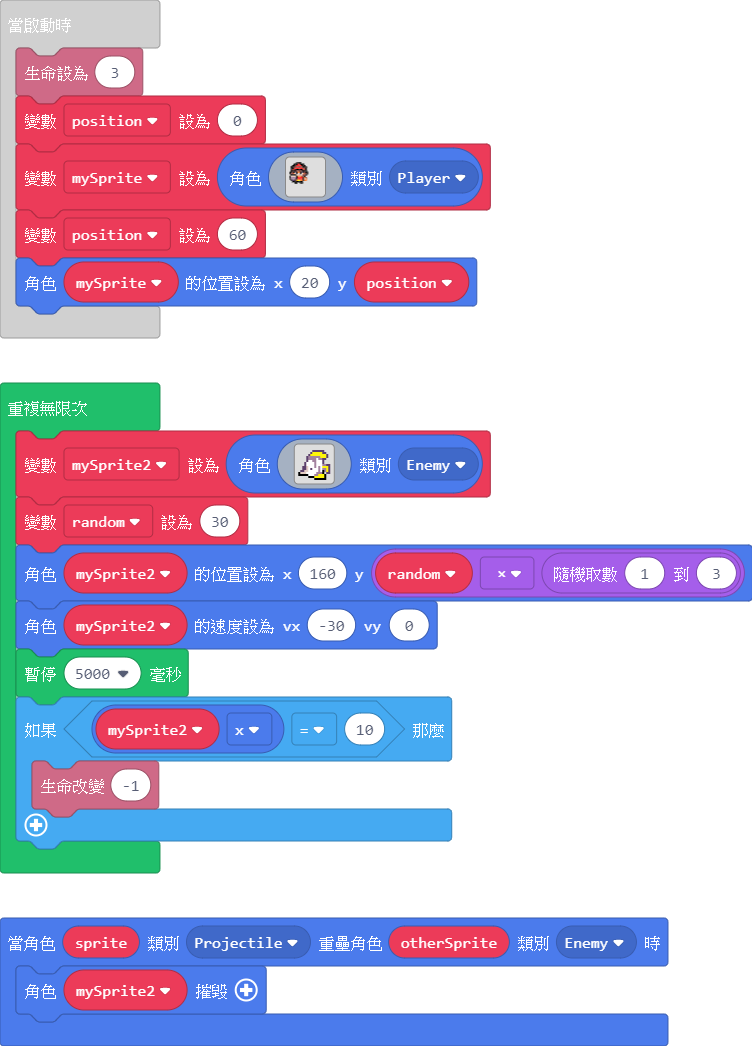 當啟動時
生命設為 3
變數 position 設為 0
變數 mySprite 設為 角色 類別 Player
變數 position 設為 60
角色 mySprite 的位置設為 x 20 y position
重複無限次
變數 mySprite2 設為 角色 類別 Enemy
變數 random 設為 30
角色 mySprite2 的位置設為 x 160 y random x 隨機取數 1 到 3
角色 mySprite2 的速度設為 vx -30 vy 0
暫停 5000 毫秒
如果 mySprite2 x = 10 那麼
生命改變 -1
當角色 sprite 類別 Projectile 重疊角色 otherSprite 類別 Enemy 時
角色 mySprite2 摧毀